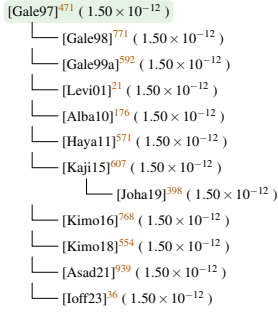 [Gale97]471 ( 1.50 × 10−12 )
[Gale98]771 ( 1.50 × 10−12 )
[Gale99a]592 ( 1.50 × 10−12 )
[Levi01]21 ( 1.50 × 10−12 )
[Alba10]176 ( 1.50 × 10−12 )
[Haya11]571 ( 1.50 × 10−12 )
[Kaji15]607 ( 1.50 × 10−12 )
[Joha19]398 ( 1.50 × 10−12 )
[Kimo16]768 ( 1.50 × 10−12 )
[Kimo18]554 ( 1.50 × 10−12 )
[Asad21]939 ( 1.50 × 10−12 )
[Ioff23]36 ( 1.50 × 10−12 )